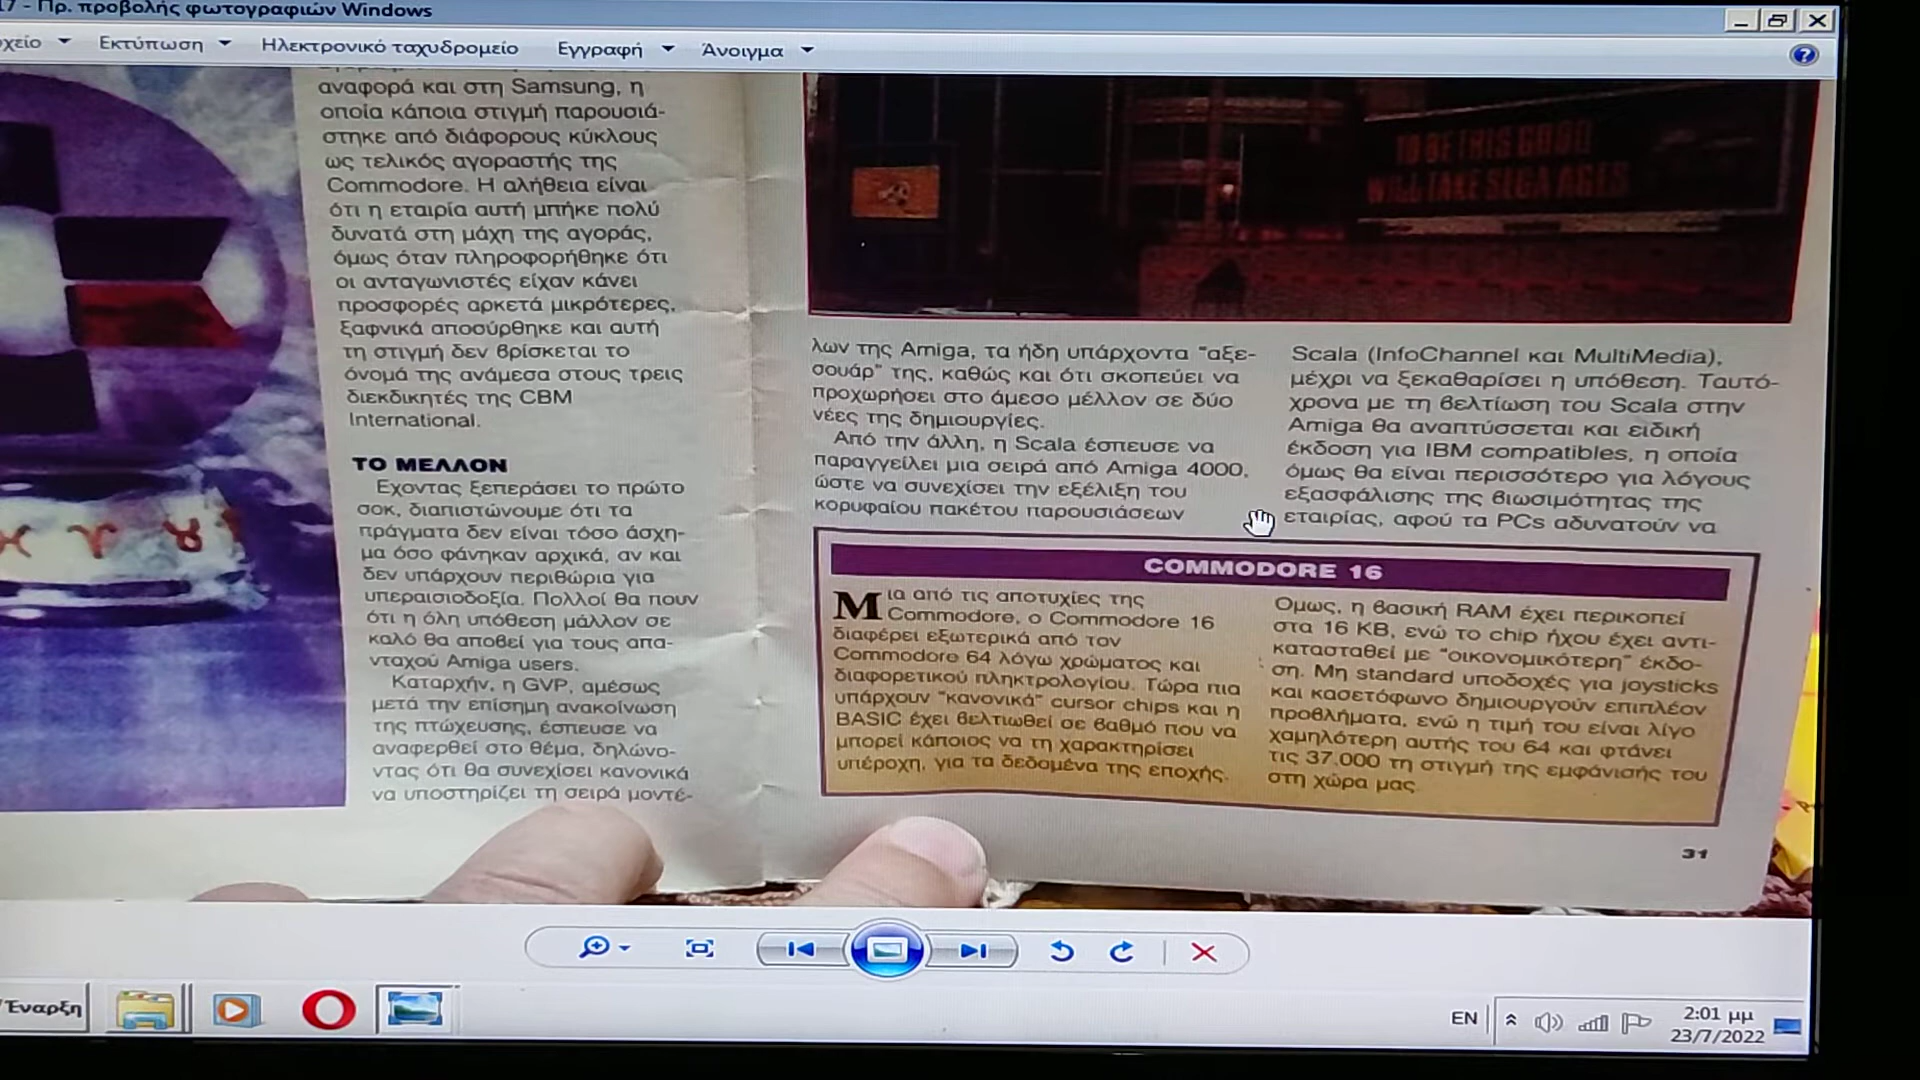 17 - Πρ. προβολής φωτογραφιών Windows
Εκτύπωση Ηλεκτρονικό ταχυδρομείο Εγγραφή Άνοιγμα
αναφορά και στη Samsung, η
οποία κάποια στιγμή παρουσιά-
στηκε από διάφορους κύκλους
ως τελικός αγοραστής της
Commodore. Η αλήθεια είναι
ότι η εταιρία αυτή μπήκε πολύ
δυνατά στη μάχη της αγοράς,
όμως όταν πληροφορήθηκε ότι
οι ανταγωνιστές είχαν κάνει
προσφορές αρκετά μικρότερες,
ξαφνικά αποσύρθηκε και αυτή
τη στιγμή δεν βρίσκεται το
όνομά της ανάμεσα στους τρεις
διεκδικητές της CBM
International.
ΤΟ ΜΕΛΛΟΝ
Εχοντας ξεπεράσει το πρώτο
σοκ, διαπιστώνουμε ότι τα
πράγματα δεν είναι τόσο άσχη-
μα όσο φάνηκαν αρχικά, αν και
δεν υπάρχουν περιθώρια για
υπεραισιοδοξία. Πολλοί θα πουν
ότι η όλη υπόθεση μάλλον σε
καλό θα αποβεί για τους απα-
νταχού Amiga users.
Καταρχήν, η GVP, αμέσως
μετά την επίσημη ανακοίνωση
της πτώχευσης, έσπευσε να
αναφερθεί στο θέμα, δηλώνο-
ντας ότι θα συνεχίσει κανονικά
να υποστηρίζει τη σειρά μοντέ-
TO BE THIS GOOD
WILL TAKE SEGA AGES
λων της Amiga, τα ήδη υπάρχοντα "αξε-
σουάρ" της, καθώς και ότι σκοπεύει να
προχωρήσει στο άμεσο μέλλον σε δύο
νέες της δημιουργίες.
Από την άλλη, η Scala έσπευσε να
παραγγείλει μια σειρά από Amiga 4000,
ώστε να συνεχίσει την εξέλιξη του
κορυφαίου πακέτου παρουσιάσεων
Scala (InfoChannel και MultiMedia),
μέχρι να ξεκαθαρίσει η υπόθεση. Ταυτό-
χρονα με τη βελτίωση του Scala στην
Amiga θα αναπτύσσεται και ειδική
έκδοση για IBM compatibles, η οποία
όμως θα είναι περισσότερο για λόγους
εξασφάλισης της βιωσιμότητας της
εταιρίας, αφού τα PCs αδυνατούν να
COMMODORE 16
Μια από τις αποτυχίες της
Commodore, ο Commodore 16
διαφέρει εξωτερικά από τον
Commodore 64 λόγω χρώματος και
διαφορετικού πληκτρολογίου. Τώρα πια
υπάρχουν "κανονικά" cursor chips και η
BASIC έχει βελτιωθεί σε βαθμό που να
μπορεί κάποιος να τη χαρακτηρίσει
υπέροχη, για τα δεδομένα της εποχής.
Ομως, η βασική RAM έχει περικοπεί
στα 16 KB, ενώ το chip ήχου έχει αντι-
κατασταθεί με "οικονομικότερη" έκδο-
ση. Μη standard υποδοχές για joysticks
και κασετόφωνο δημιουργούν επιπλέον
προβλήματα, ενώ η τιμή του είναι λίγο
χαμηλότερη αυτής του 64 και φτάνει
τις 37.000 τη στιγμή της εμφάνισής του
στη χώρα μας.
31
Έναρξη
EN
2:01 μμ
23/7/2022